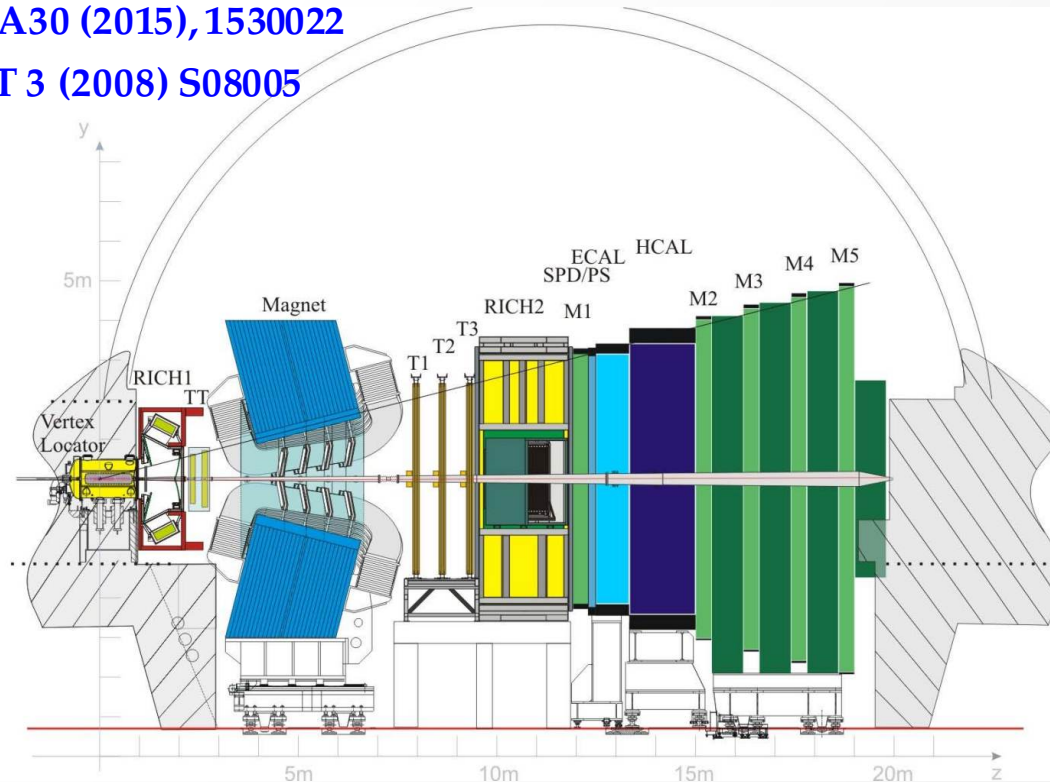 A30 (2015), 1530022
T 3 (2008) S08005
y
5m
Magnet
RICH1
TT
Vertex
Locator
T1
T2
T3
RICH2
SPD/PS
ECAL
HCAL
M1
M2
M3
M4
M5
5m
10m
15m
20m
z